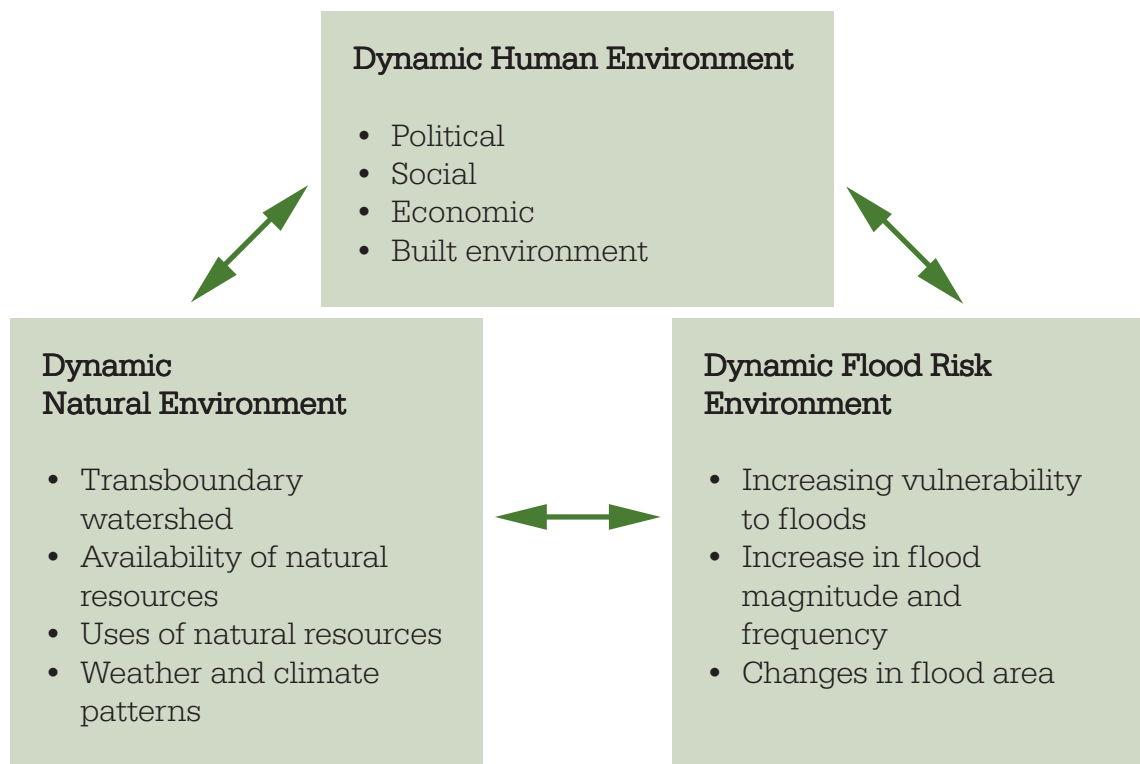 Dynamic Human Environment
• Political
• Social
• Economic
• Built environment
Dynamic
Natural Environment
• Transboundary
watershed
• Availability of natural
resources
• Uses of natural resources
• Weather and climate
patterns
Dynamic Flood Risk
Environment
• Increasing vulnerability
to floods
• Increase in flood
magnitude and
frequency
• Changes in flood area